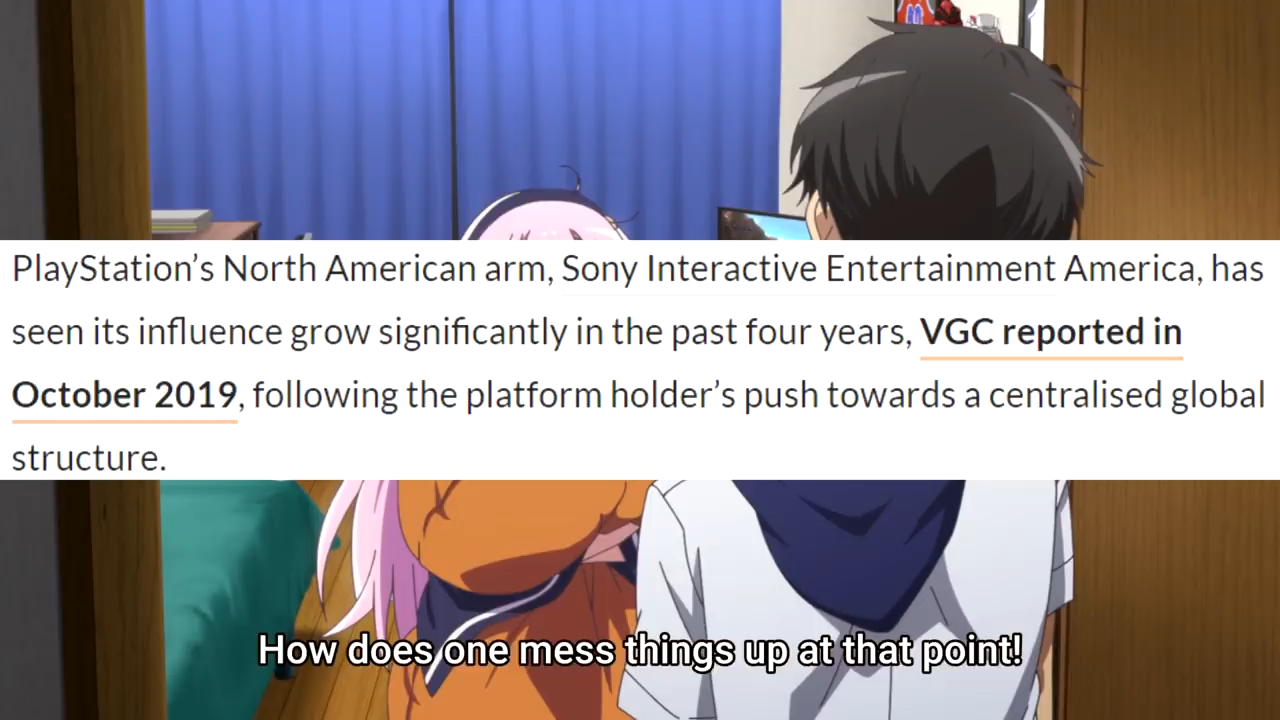 PlayStation’s North American arm, Sony Interactive Entertainment America, has
seen its influence grow significantly in the past four years, VGC reported in
October 2019, following the platform holder’s push towards a centralised global
structure.
How does one mess things up at that point!